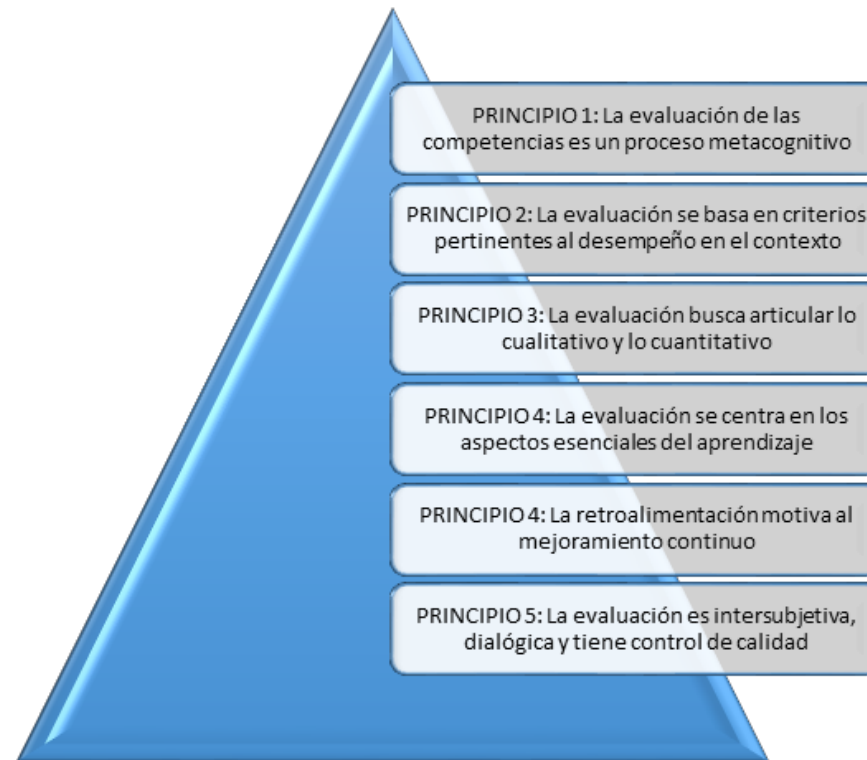 PRINCIPIO 1: La evaluación de las
competencias es un proceso metacognitivo
PRINCIPIO 2: La evaluación se basa en criterios
pertinentes al desempeño en el contexto
PRINCIPIO 3: La evaluación busca articular lo
cualitativo y lo cuantitativo
PRINCIPIO 4: La evaluación se centra en los
aspectos esenciales del aprendizaje
PRINCIPIO 4: La retroalimentación motiva al
mejoramiento continuo
PRINCIPIO 5: La evaluación es intersubjetiva,
dialógica y tiene control de calidad